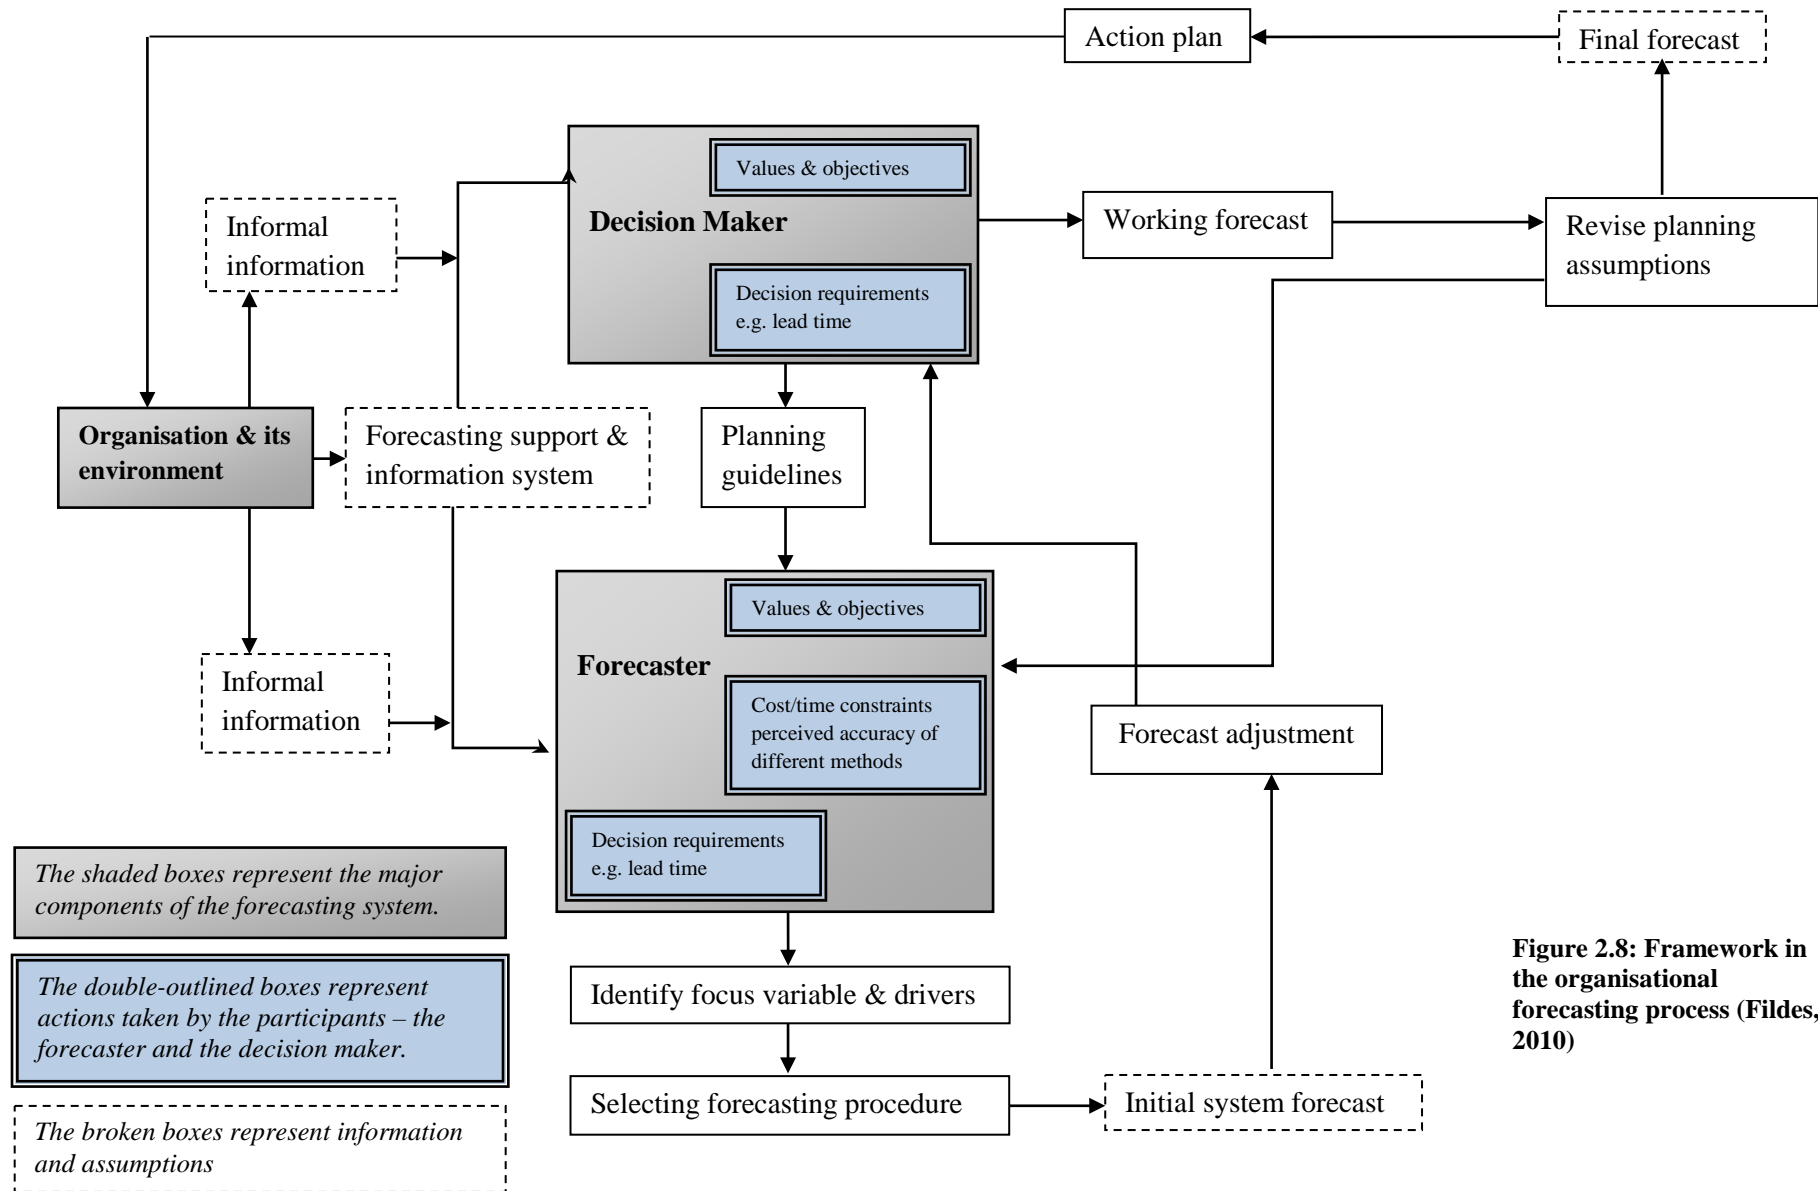 Action plan
Final forecast
Values & objectives
Decision Maker
Decision requirements
e.g. lead time
Informal
information
Working forecast
Revise planning
assumptions
Organisation & its
environment
Forecasting support &
information system
Planning
guidelines
Values & objectives
Forecaster
Cost/time constraints
perceived accuracy of
different methods
Decision requirements
e.g. lead time
Informal
information
Forecast adjustment
Identify focus variable & drivers
Selecting forecasting procedure
Initial system forecast
The shaded boxes represent the major
components of the forecasting system.
The double-outlined boxes represent
actions taken by the participants – the
forecaster and the decision maker.
The broken boxes represent information
and assumptions
Figure 2.8: Framework in
the organisational
forecasting process (Fildes,
2010)